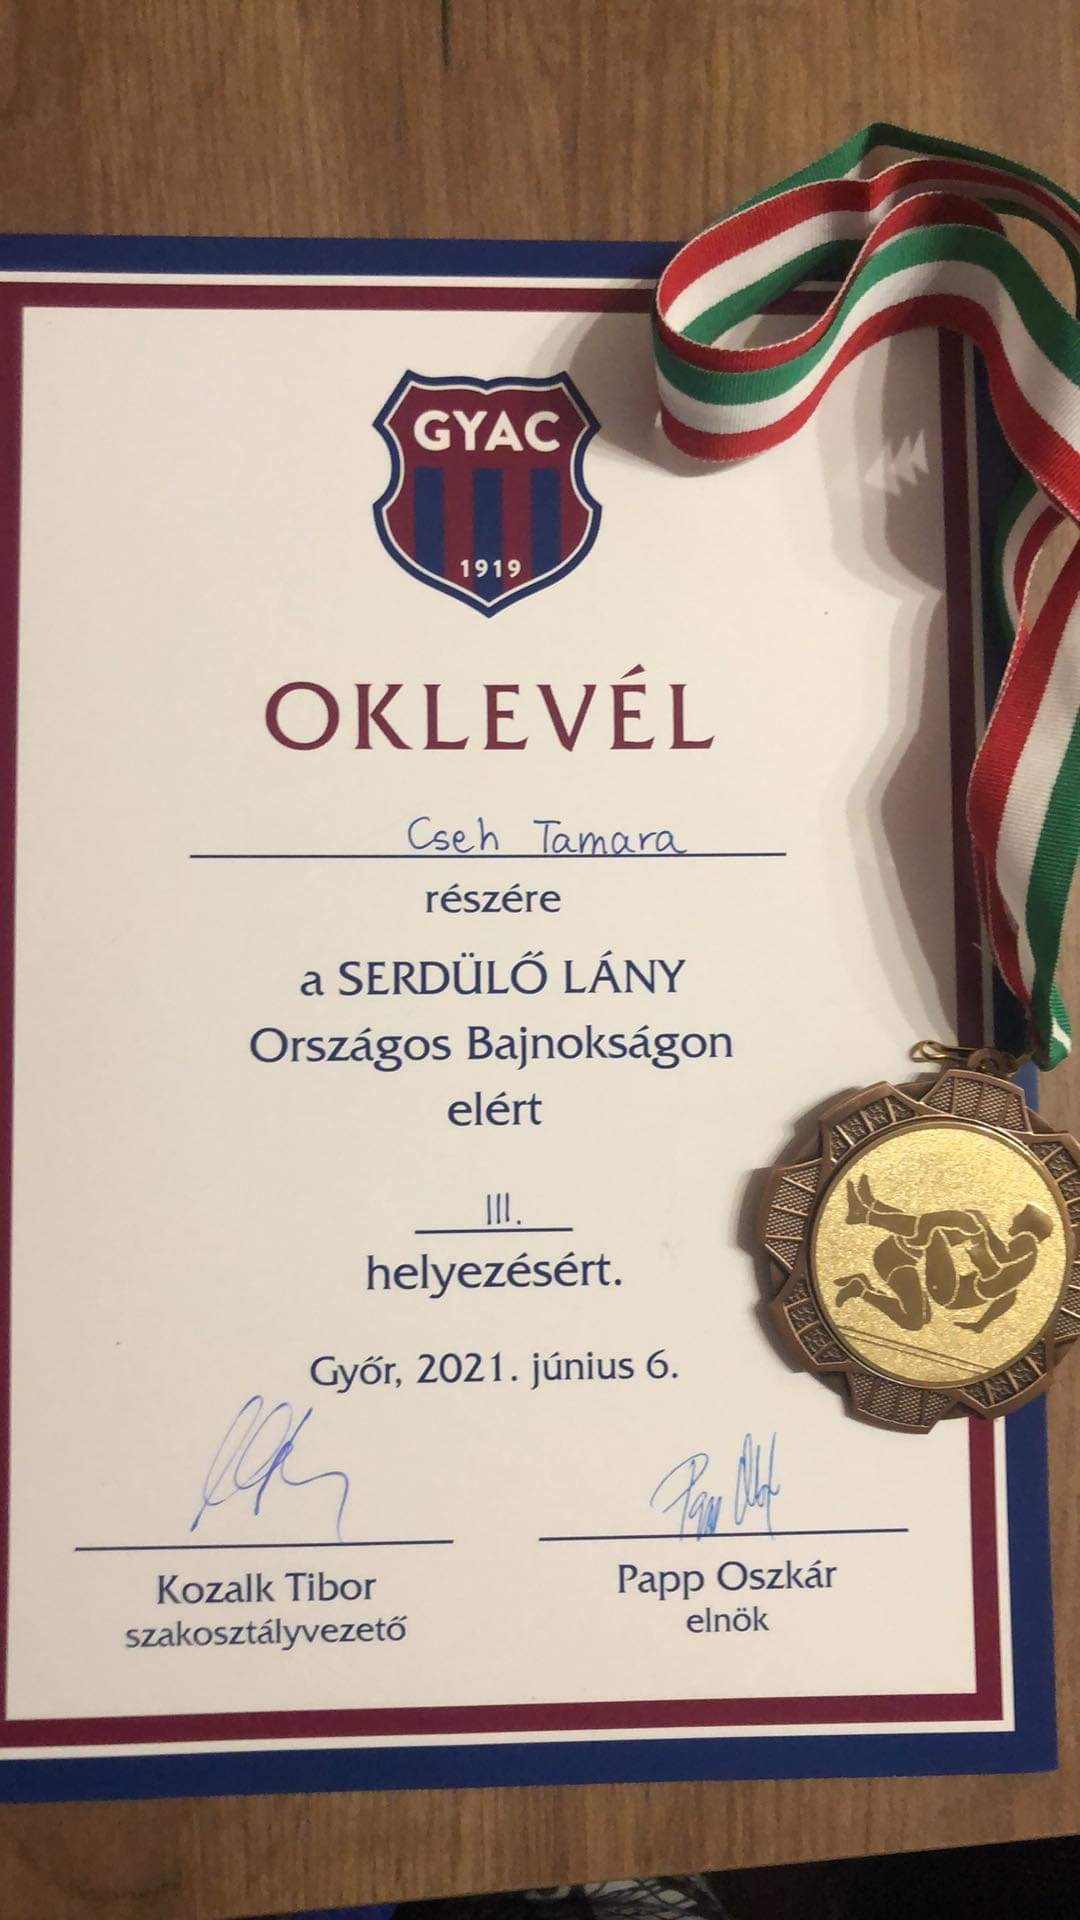 GYAC
1919
OKLEVÉL
Cseh Tamara
részére
a SERDÜLŐ LÁNY
Országos Bajnokságon
elért
III.
helyezésért.
Győr, 2021. június 6.
Kozalk Tibor
szakosztályvezető
Papp Oszkár
elnök